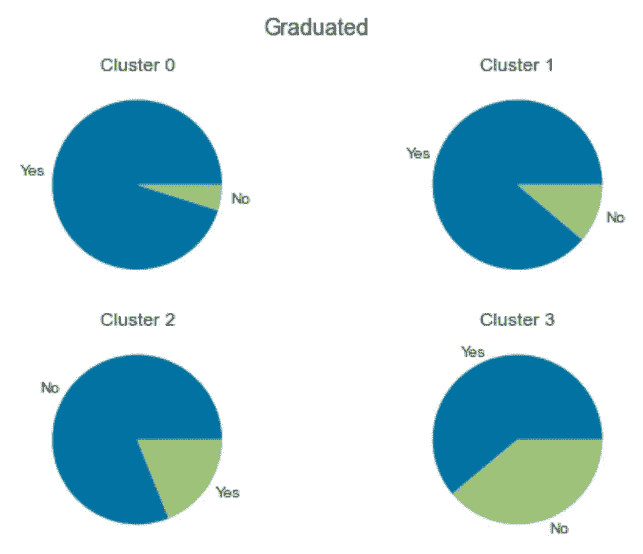 Graduated
Cluster 0
Yes
No
Cluster 1
Yes
No
Cluster 2
No
Yes
Cluster 3
Yes
No